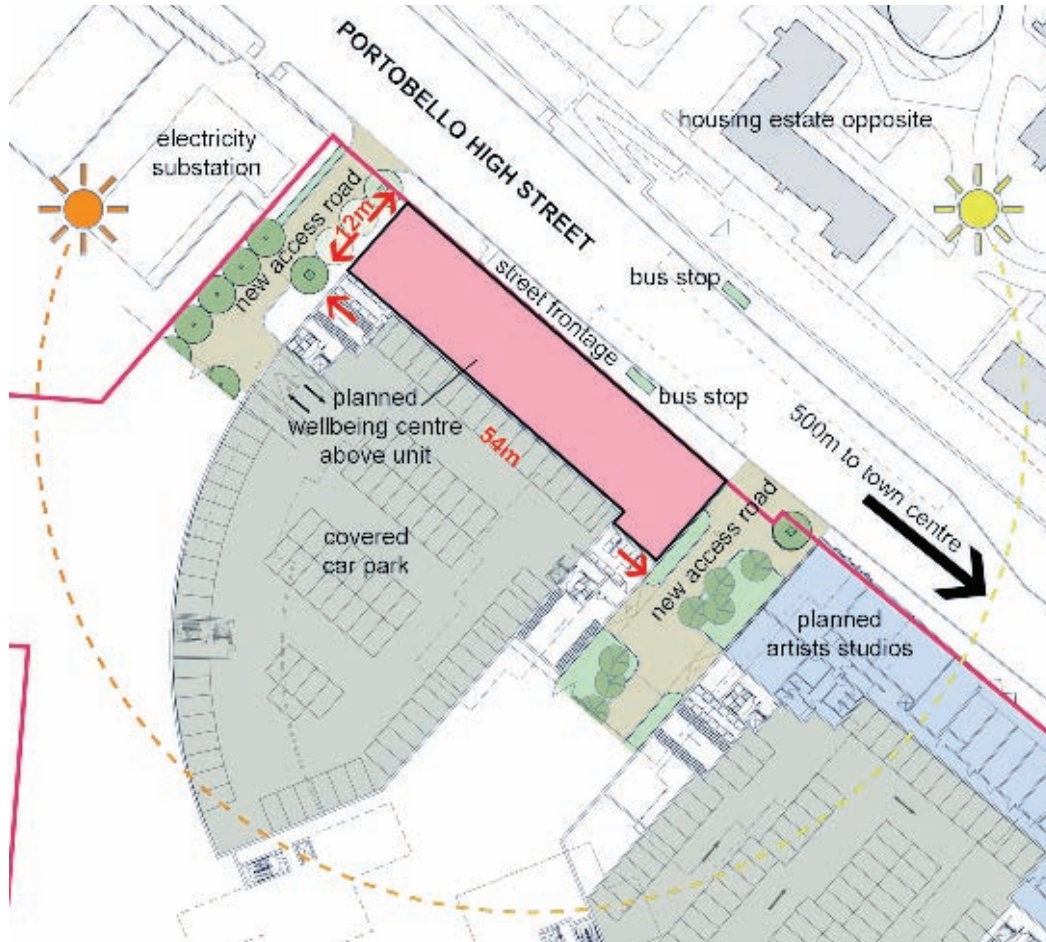 PORTOBELLO HIGH STREET
housing estate opposite
electricity
substation
new access road
12m
street frontage
bus stop
bus stop
planned
wellbeing centre
above unit
54m
500m to town centre
covered
car park
new access road
planned
artists studios